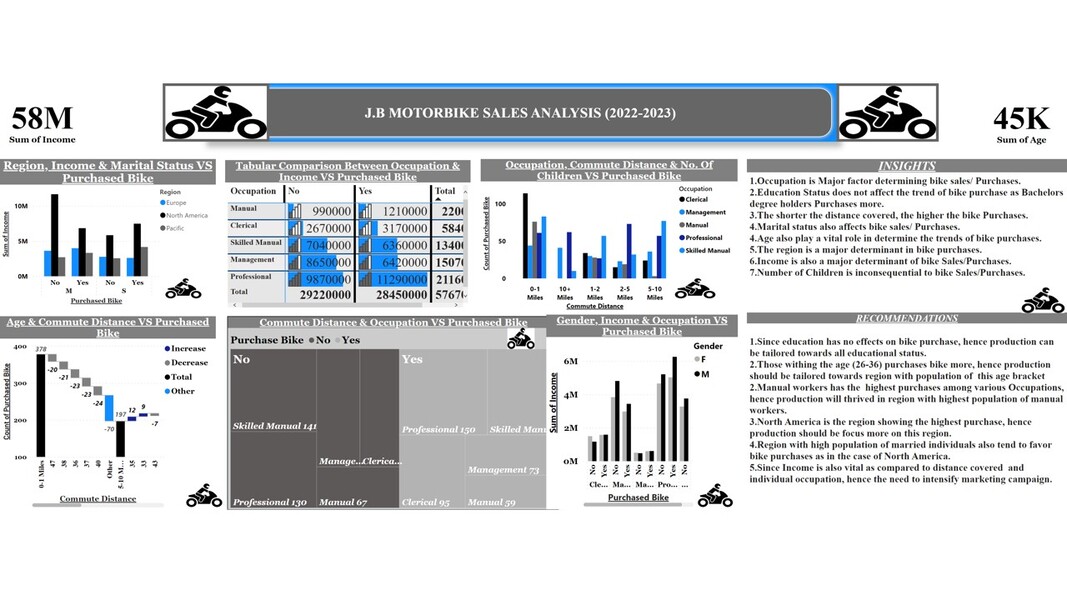 58M
Sum of Income
J.B MOTORBIKE SALES ANALYSIS (2022-2023)
45K
Sum of Age
Region, Income & Marital Status VS
Purchased Bike
Region
Europe
North America
Pacific
Sum of Income
10M
5M
0M
No Yes No Yes
M S
Purchased Bike
Tabular Comparison Between Occupation &
Income VS Purchased Bike
Occupation No Yes Total
Manual 990000 1210000 2200
Clerical 2670000 3170000 5840
Skilled Manual 7040000 6360000 13400
Management 8650000 6420000 15070
Professional 9870000 11290000 21160
Total 29220000 28450000 57670
Occupation, Commute Distance & No. Of
Children VS Purchased Bike
Occupation
Clerical
Management
Manual
Professional
Skilled Manual
Count of Purchased Bike
100
50
0
0-1 10+ 1-2 2-5 5-10
Miles Miles Miles Miles Miles
Commute Distance
INSIGHTS
1.Occupation is Major factor determining bike sales/ Purchases.
2.Education Status does not affect the trend of bike purchase as Bachelors
degree holders Purchases more.
3.The shorter the distance covered, the higher the bike Purchases.
4.Marital status also affects bike sales/ Purchases.
4.Age also play a vital role in determine the trends of bike purchases.
5.The region is a major determinant in bike purchases.
6.Income is also a major determinant of bike Sales/Purchases.
7.Number of Children is inconsequential to bike Sales/Purchases.
Age & Commute Distance VS Purchased
Bike
Increase
Decrease
Total
Other
Count of Purchased Bike
400
300
200
100
378
-20
-21
-23
-23
-24
-70
197
12
9
-7
0-1 Miles
47
38
36
37
40
Other
5-10 M...
35
33
43
Commute Distance
Commute Distance & Occupation VS Purchased Bike
Purchase Bike No Yes
No
Skilled Manual 141
Manage...
Clerica...
Professional 130
Manual 67
Yes
Professional 150
Skilled Man
Management 73
Clerical 95
Manual 59
Gender, Income & Occupation VS
Purchased Bike
Gender
F
M
Sum of Income
6M
4M
2M
0M
No Yes No Yes No Yes No Yes No
Cle... Ma... Ma... Pro... ...
Purchased Bike
RECOMMENDATIONS
1.Since education has no effects on bike purchase, hence production can
be tailored towards all educational status.
2.Those withing the age (26-36) purchases bike more, hence production
should be tailored towards region with population of this age bracket
2.Manual workers has the highest purchases among various Occupations,
hence production will thrived in region with highest population of manual
workers.
3.North America is the region showing the highest purchase, hence
production should be focus more on this region.
4.Region with high population of married individuals also tend to favor
bike purchases as in the case of North America.
5.Since Income is also vital as compared to distance covered and
individual occupation, hence the need to intensify marketing campaign.